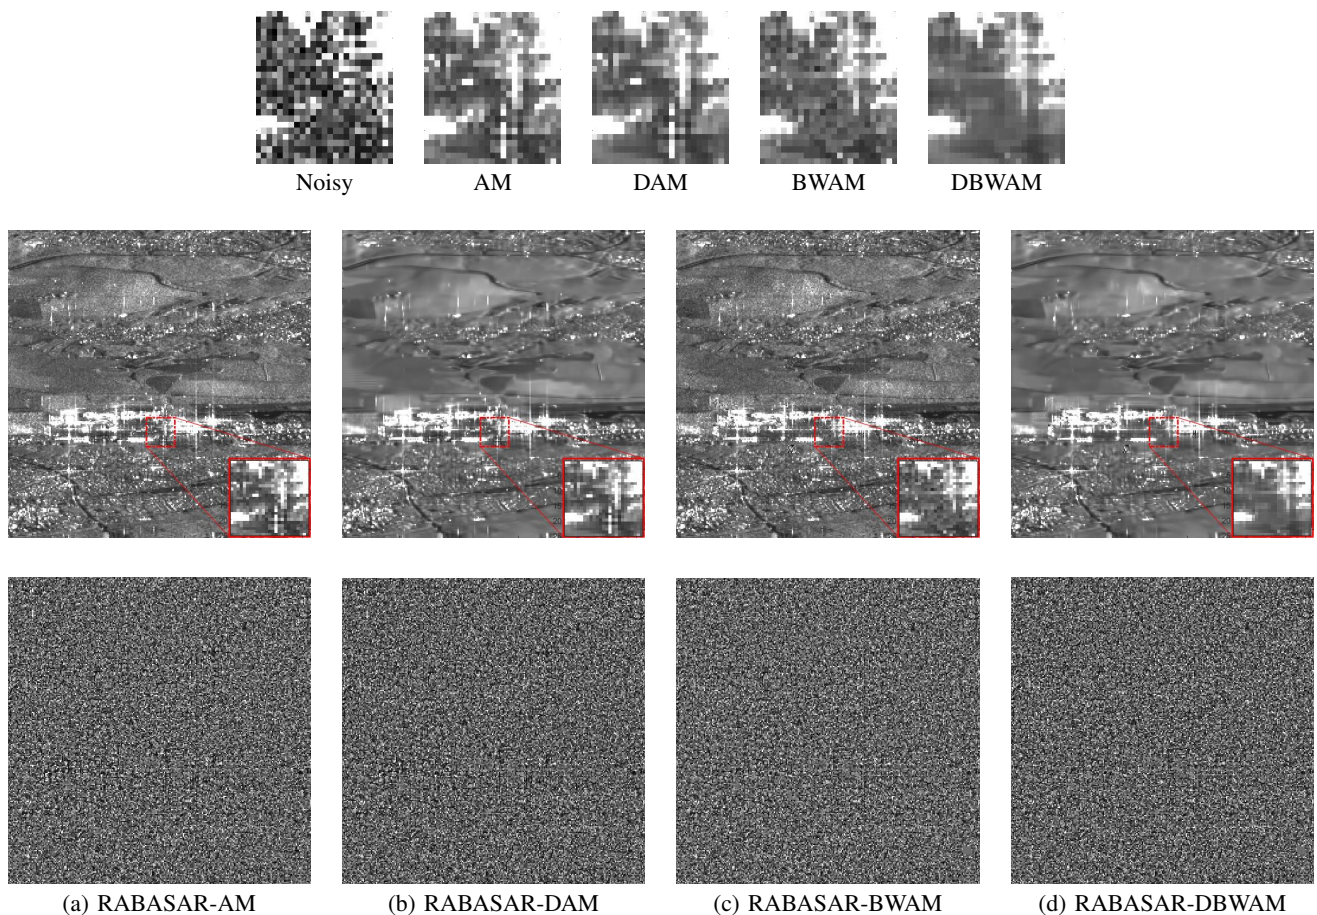 Noisy
AM
DAM
BWAM
DBWAM
(a) RABASAR-AM
(b) RABASAR-DAM
(c) RABASAR-BWAM
(d) RABASAR-DBWAM